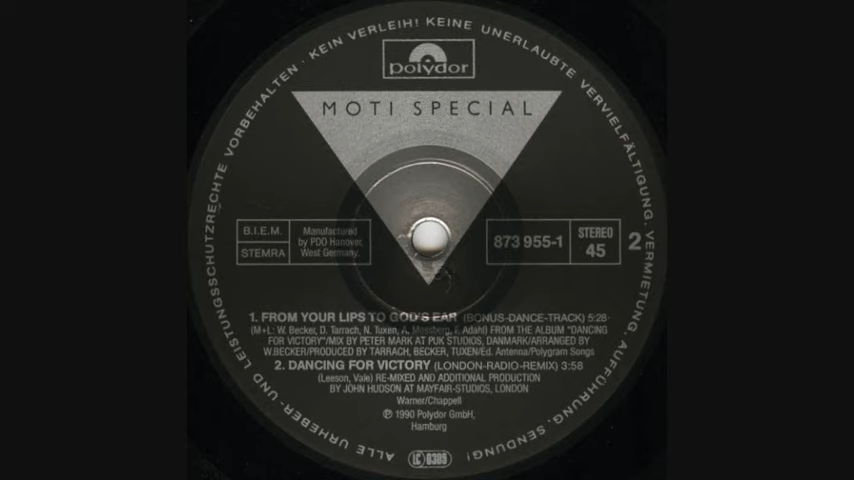 ALLE URHEBER- UND LEISTUNGSSCHUTZRECHTE VORBEHALTEN · KEIN VERLEIH! KEINE UNERLAUBTE VERVIELFÄLTIGUNG, VERMIETUNG, AUFFÜHRUNG, SENDUNG!
polydor
MOTI SPECIAL
B.I.E.M.
STEMRA
Manufactured
by PDO Hanover,
West Germany.
873 955-1
STEREO
45
2
1. FROM YOUR LIPS TO GOD'S EAR (BONUS-DANCE-TRACK) 5:28
(M+L: W. Becker, D. Tarrach, N. Tuxen, A. F. Adahl) FROM THE ALBUM "DANCING
FOR VICTORY"/MIX BY PETER MARK AT PUK STUDIOS, DANMARK/ARRANGED BY
W.BECKER/PRODUCED BY TARRACH, BECKER, TUXEN/Ed. Antenna/Polygram Songs
2. DANCING FOR VICTORY (LONDON-RADIO-REMIX) 3:58
(Leeson, Vale) RE-MIXED AND ADDITIONAL PRODUCTION
BY JOHN HUDSON AT MAYFAIR-STUDIOS, LONDON
Warner/Chappell
℗ 1990 Polydor GmbH,
Hamburg
LC 0309